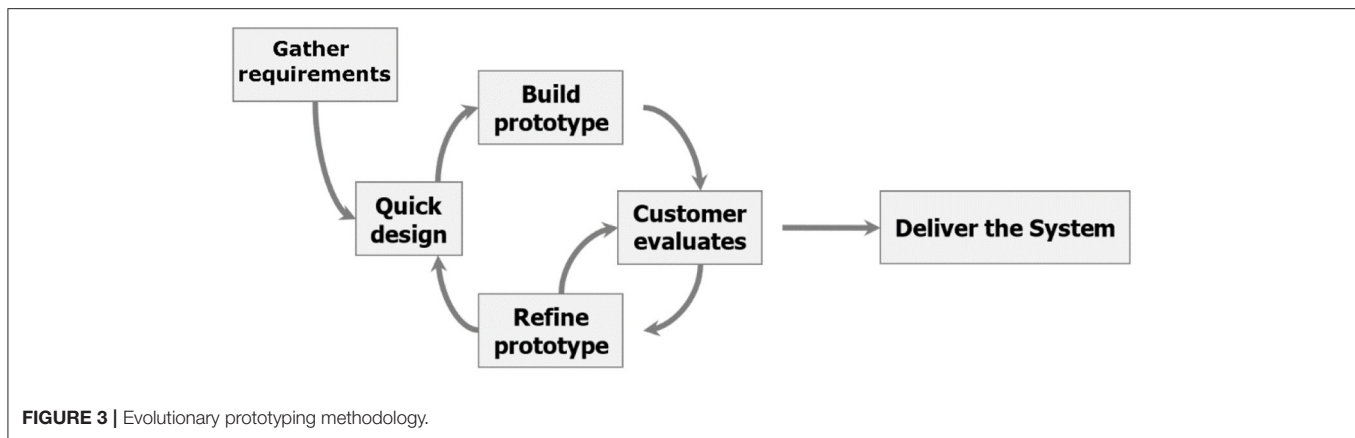 Gather
requirements
Build
prototype
Quick
design
Customer
evaluates
Deliver the System
Refine
prototype
FIGURE 3 | Evolutionary prototyping methodology.